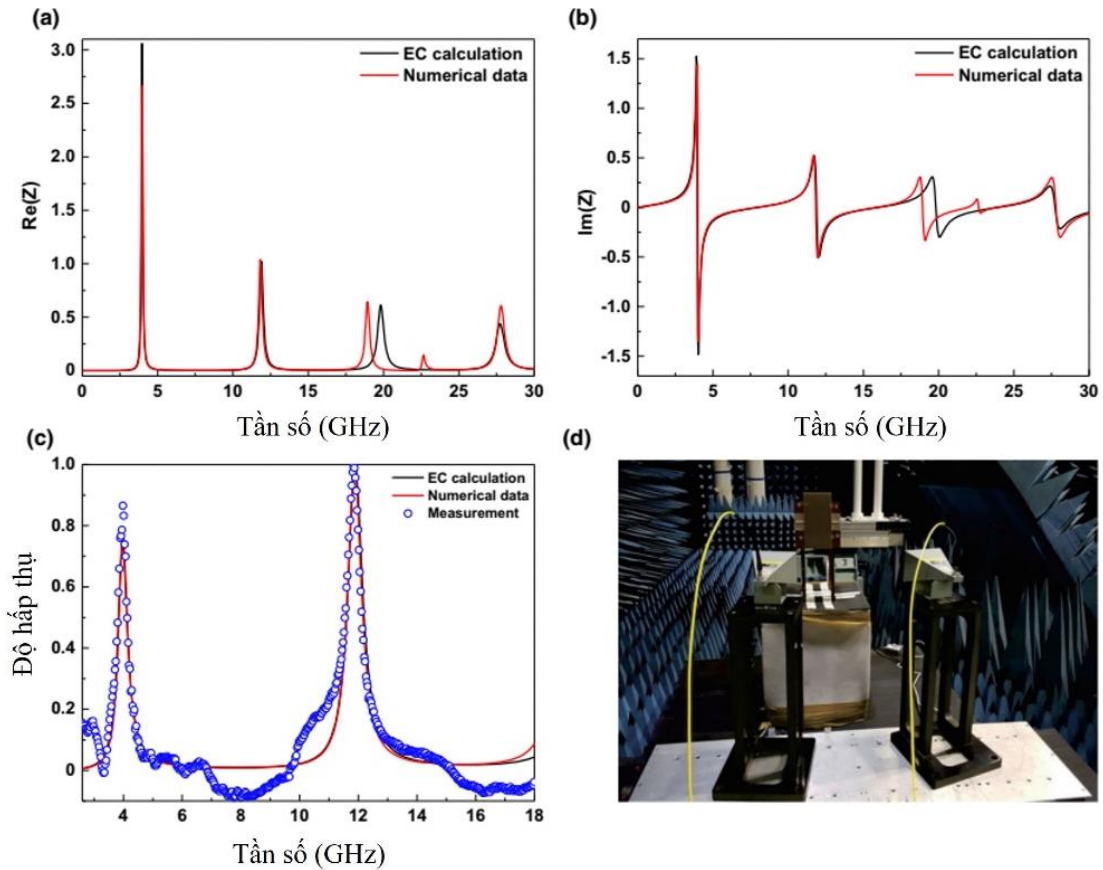 (a)
EC calculation
Numerical data
3.0
2.5
2.0
1.5
1.0
0.5
0
Re(Z)
0 5 10 15 20 25 30
Tần số (GHz)
(b)
EC calculation
Numerical data
1.5
1.0
0.5
0
-0.5
-1.0
-1.5
Im(Z)
0 5 10 15 20 25 30
Tần số (GHz)
(c)
EC calculation
Numerical data
Measurement
1.0
0.8
0.6
0.4
0.2
0
Độ hấp thụ
4 6 8 10 12 14 16 18
Tần số (GHz)
(d)